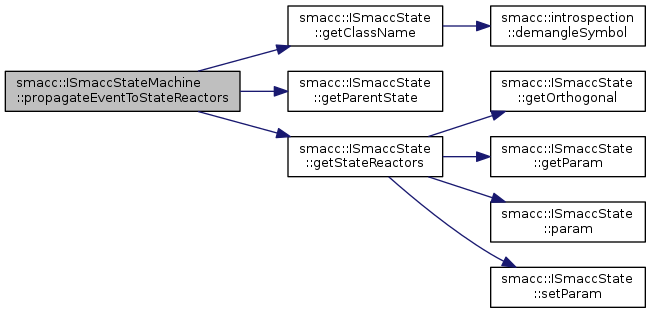 smacc::ISmaccStateMachine
::propagateEventToStateReactors
smacc::ISmaccState
::getClassName
smacc::introspection
::demangleSymbol
smacc::ISmaccState
::getParentState
smacc::ISmaccState
::getStateReactors
smacc::ISmaccState
::getOrthogonal
smacc::ISmaccState
::getParam
smacc::ISmaccState
::param
smacc::ISmaccState
::setParam